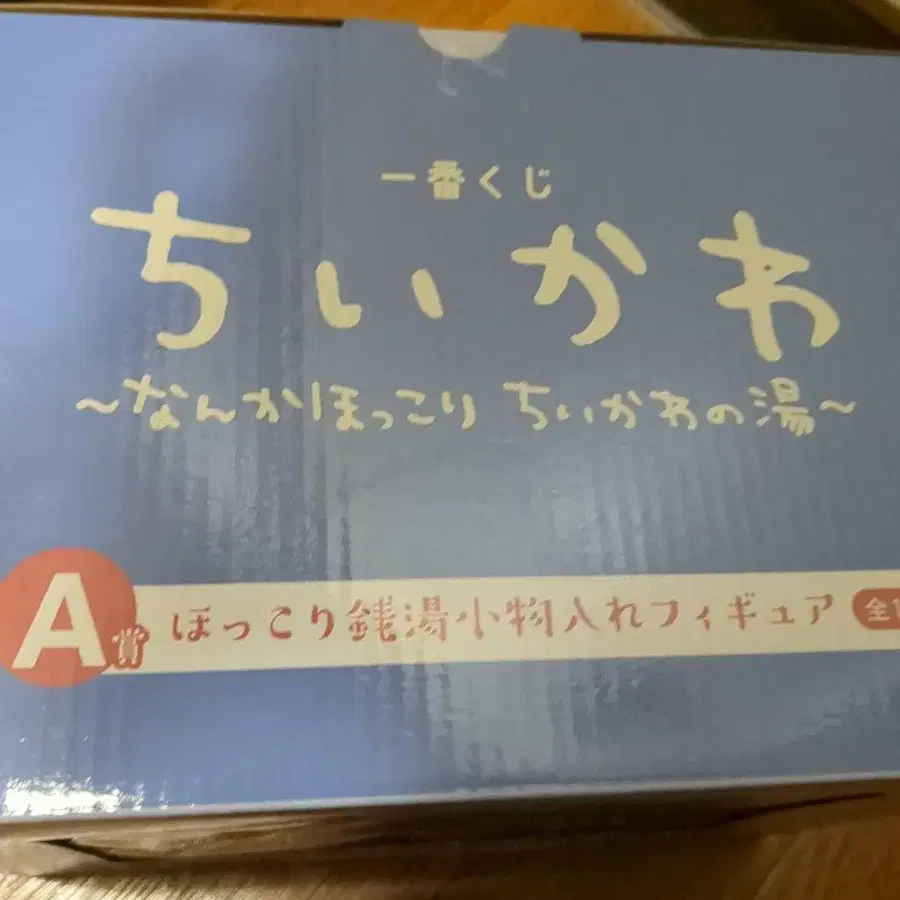 一番くじ
ちいかわ
～なんかほっこり ちいかわの湯～
A賞 ほっこり銭湯小物入れフィギュア 全1